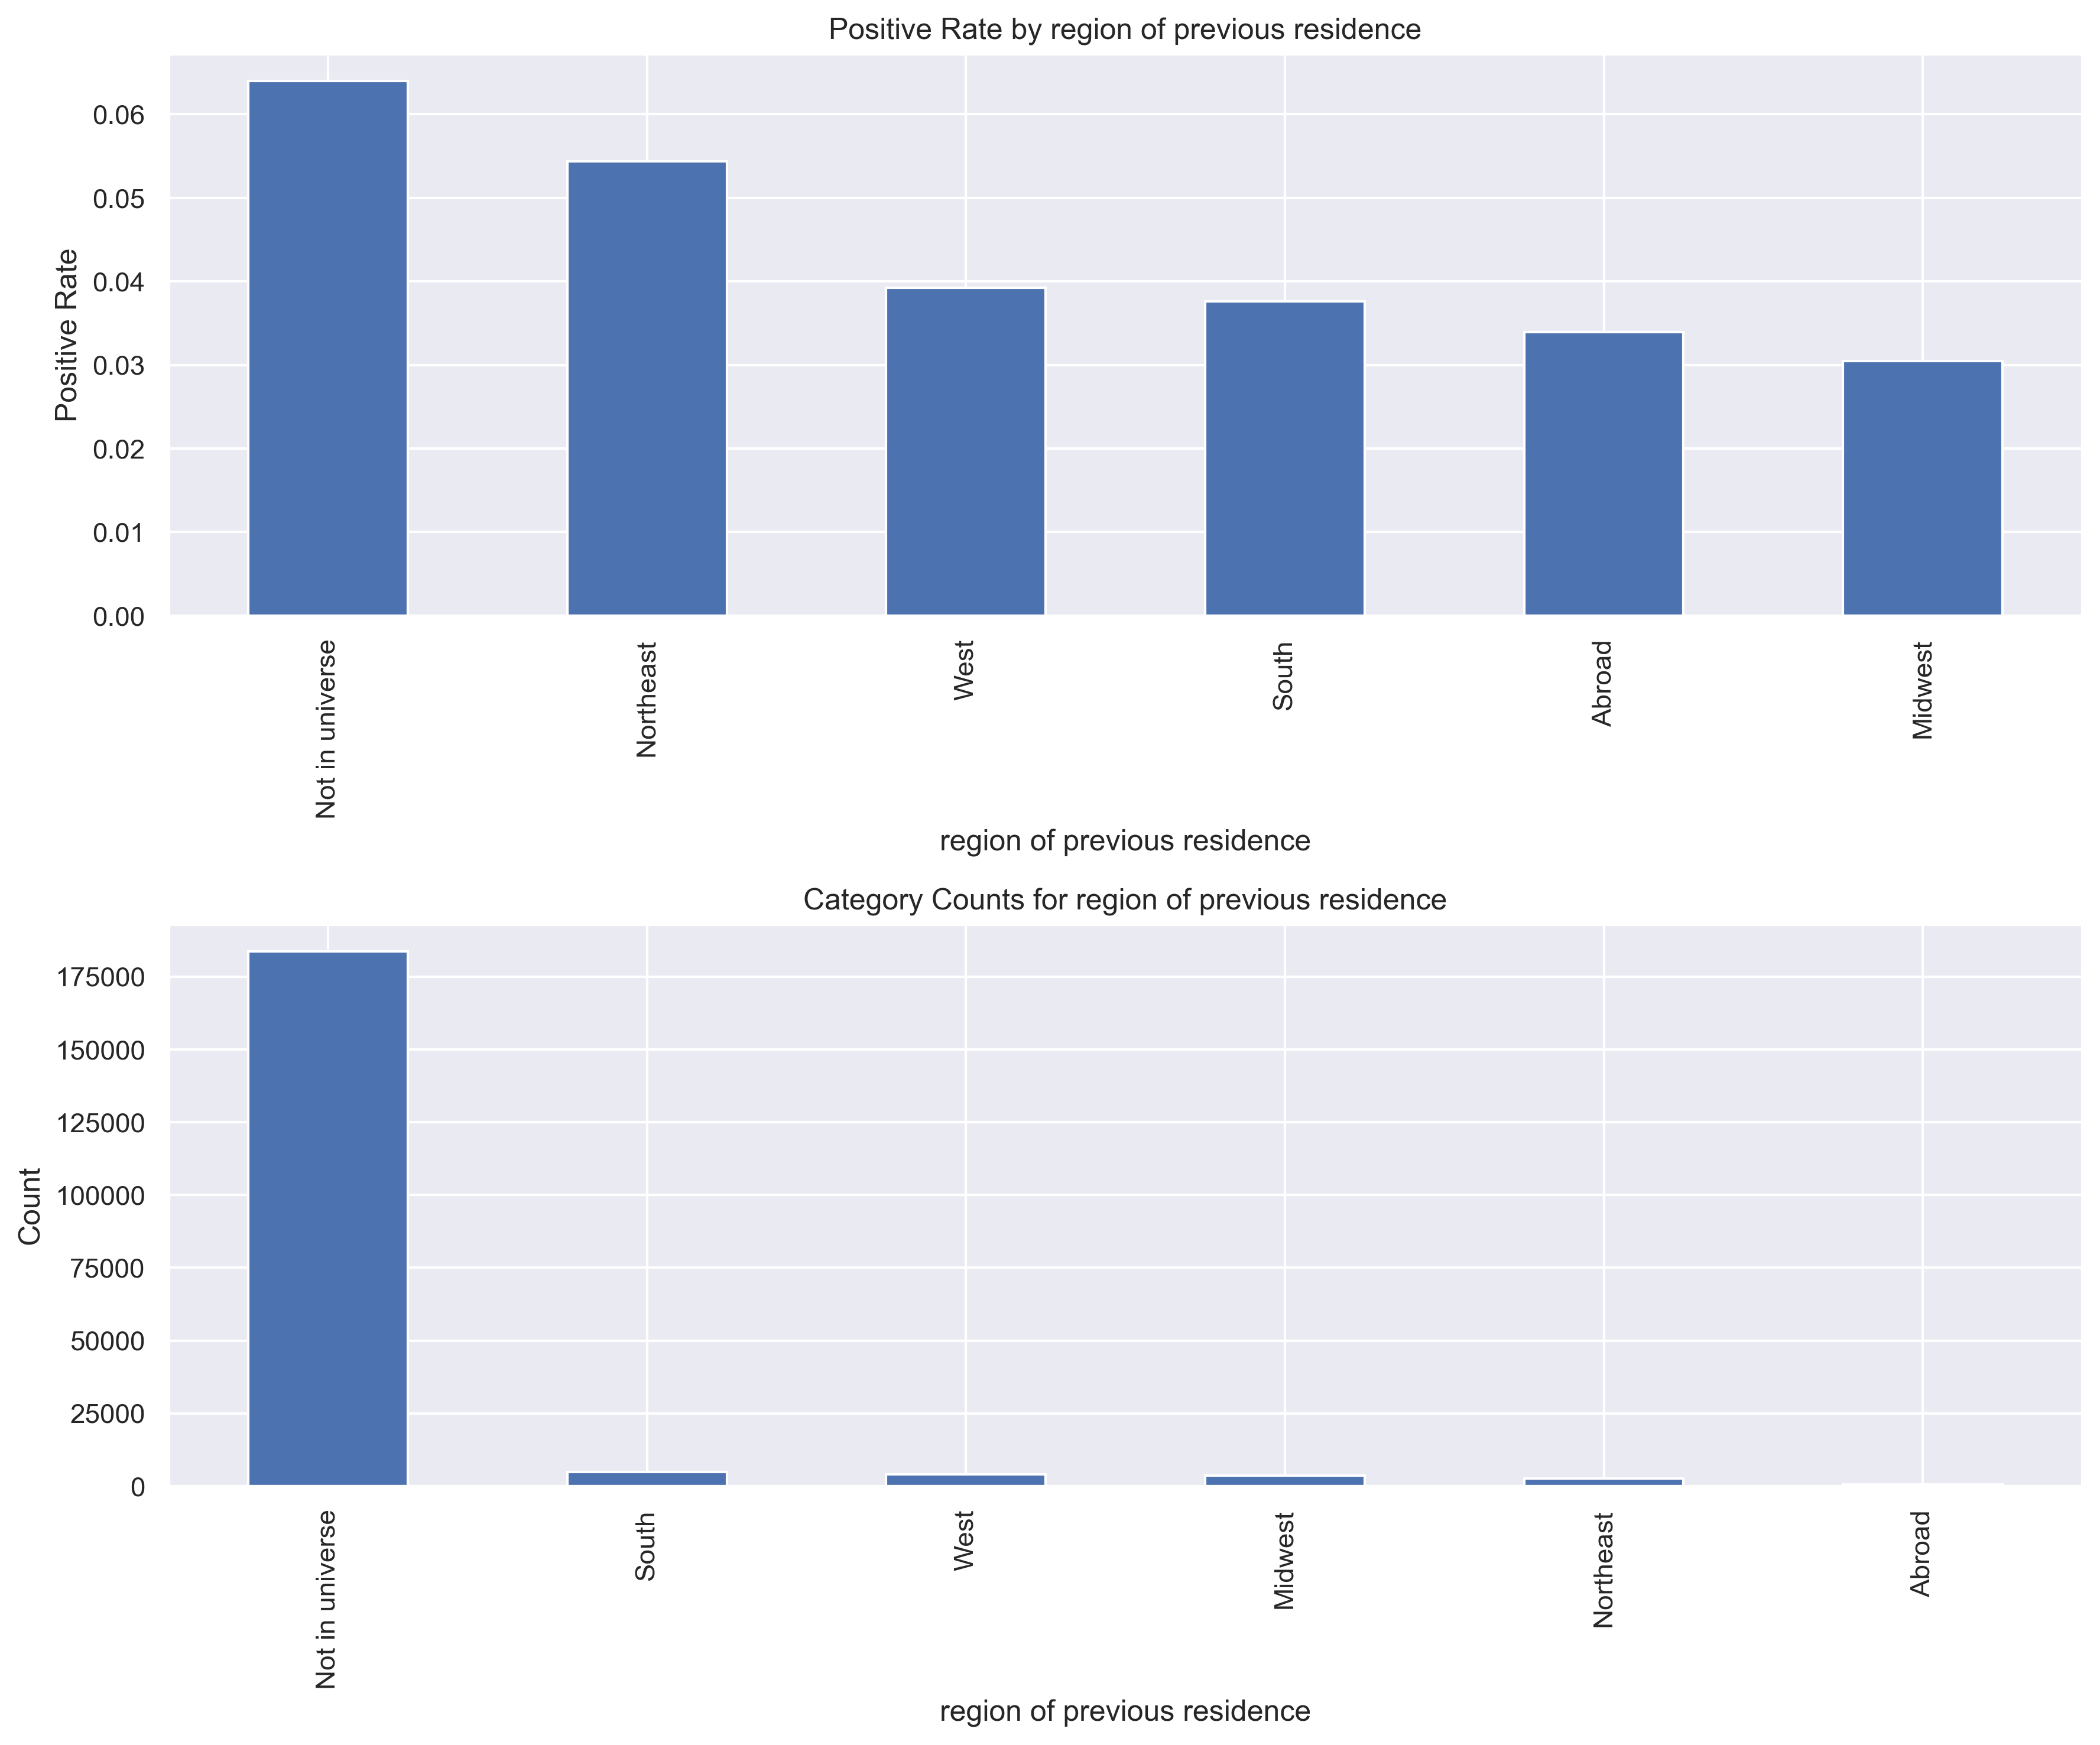 Positive Rate by region of previous residence
Positive Rate
0.06
0.05
0.04
0.03
0.02
0.01
0.00
Not in universe
Northeast
West
South
Abroad
Midwest
region of previous residence
Category Counts for region of previous residence
Count
175000
150000
125000
100000
75000
50000
25000
0
Not in universe
South
West
Midwest
Northeast
Abroad
region of previous residence